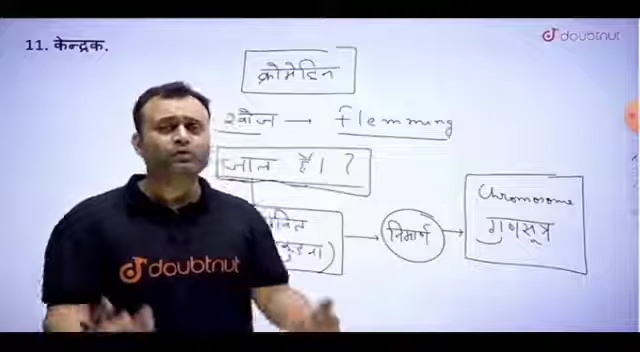 11. केन्द्रक.
doubtnut
क्रोमेटिन
खोज → flemming
जाल है। ?
निर्माण → Chromosome
गुणसूत्र
doubtnut